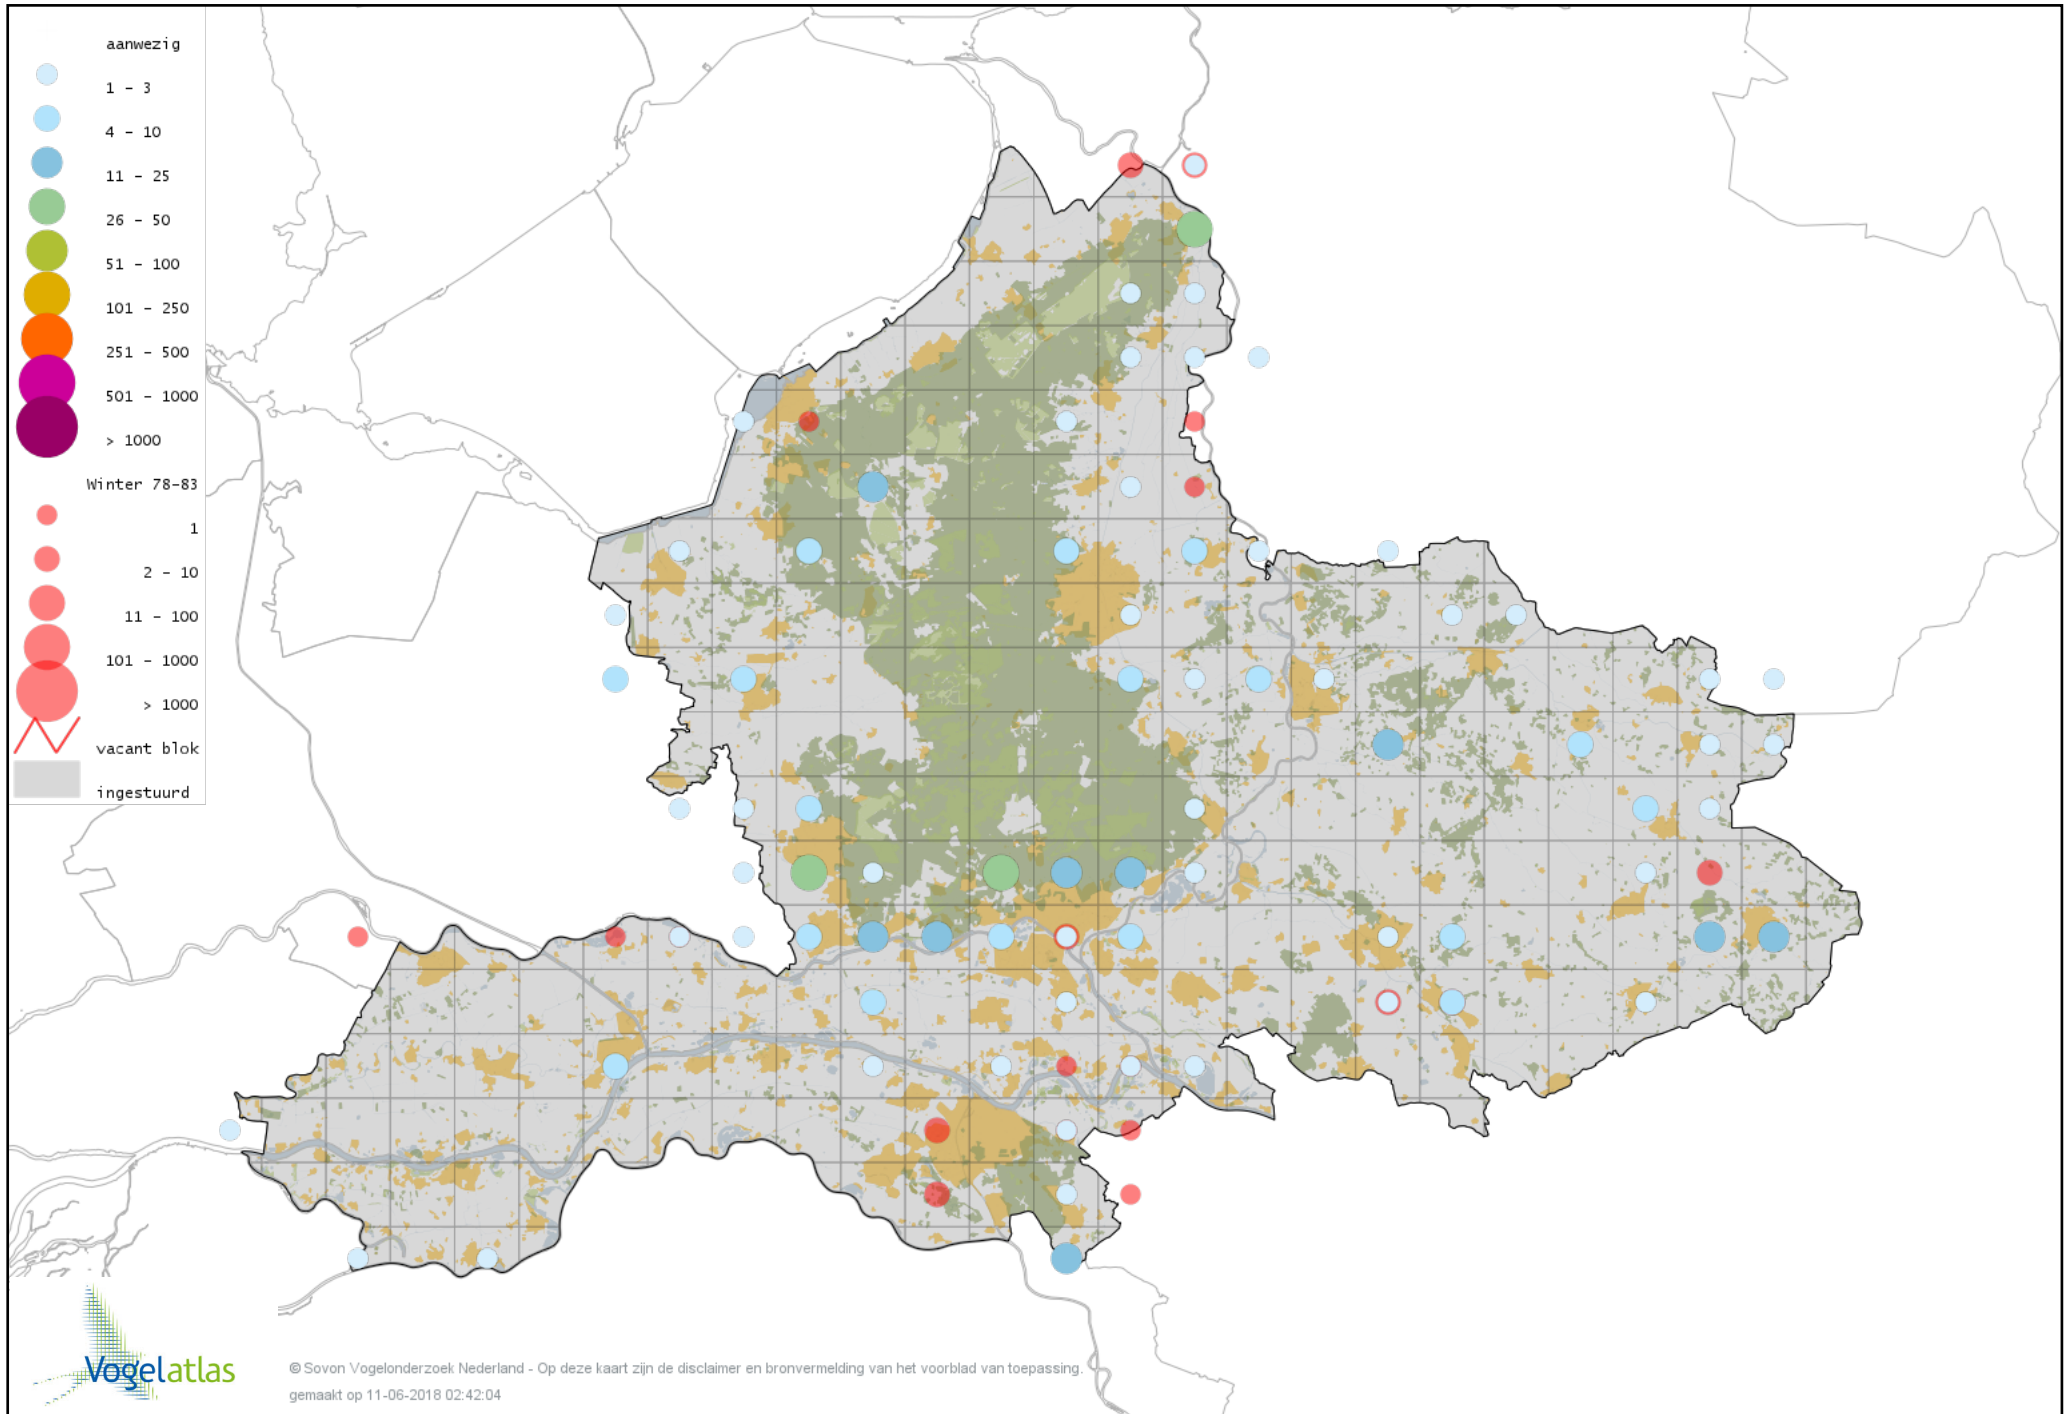 aanwezig
1 - 3
4 - 10
11 - 25
26 - 50
51 - 100
101 - 250
251 - 500
501 - 1000
> 1000
Winter 78-83
1
2 - 10
11 - 100
101 - 1000
> 1000
vacant blok
ingestuurd
Vogelatlas
© Sovon Vogelonderzoek Nederland - Op deze kaart zijn de disclaimer en bronvermelding van het voorblad van toepassing.
gemaakt op 11-06-2018 02:42:04